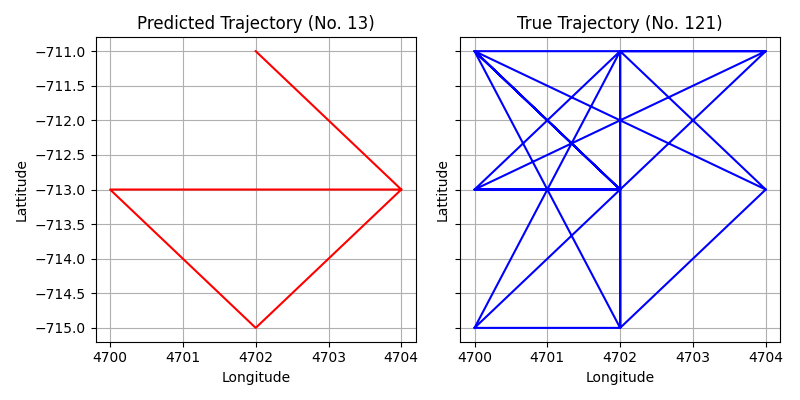 Predicted Trajectory (No. 13)
True Trajectory (No. 121)
−711.0
−711.5
−712.0
−712.5
−713.0
−713.5
−714.0
−714.5
−715.0
Lattitude
Lattitude
4700 4701 4702 4703 4704
4700 4701 4702 4703 4704
Longitude
Longitude